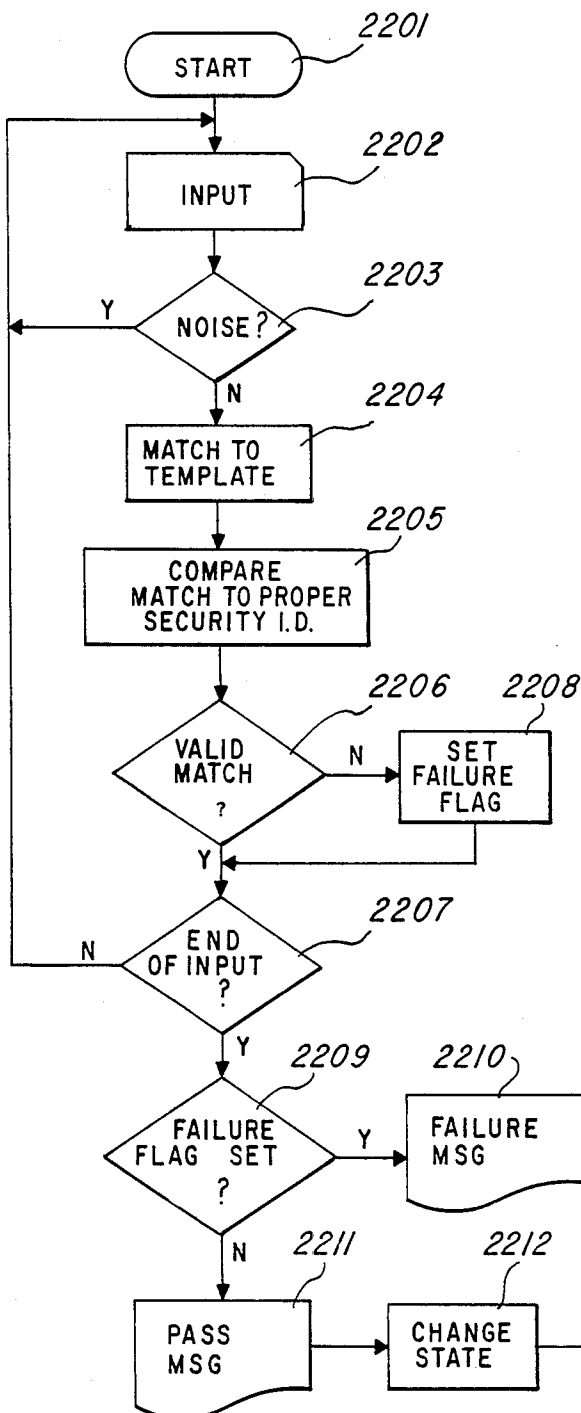 2201
START
2202
INPUT
2203
Y
NOISE?
N
2204
MATCH TO
TEMPLATE
2205
COMPARE
MATCH TO PROPER
SECURITY I.D.
2206
2208
VALID
MATCH
?
N
SET
FAILURE
FLAG
Y
2207
N
END
OF INPUT
?
Y
2209
2210
FAILURE
FLAG SET
?
Y
FAILURE
MSG
N
2211
2212
PASS
MSG
CHANGE
STATE